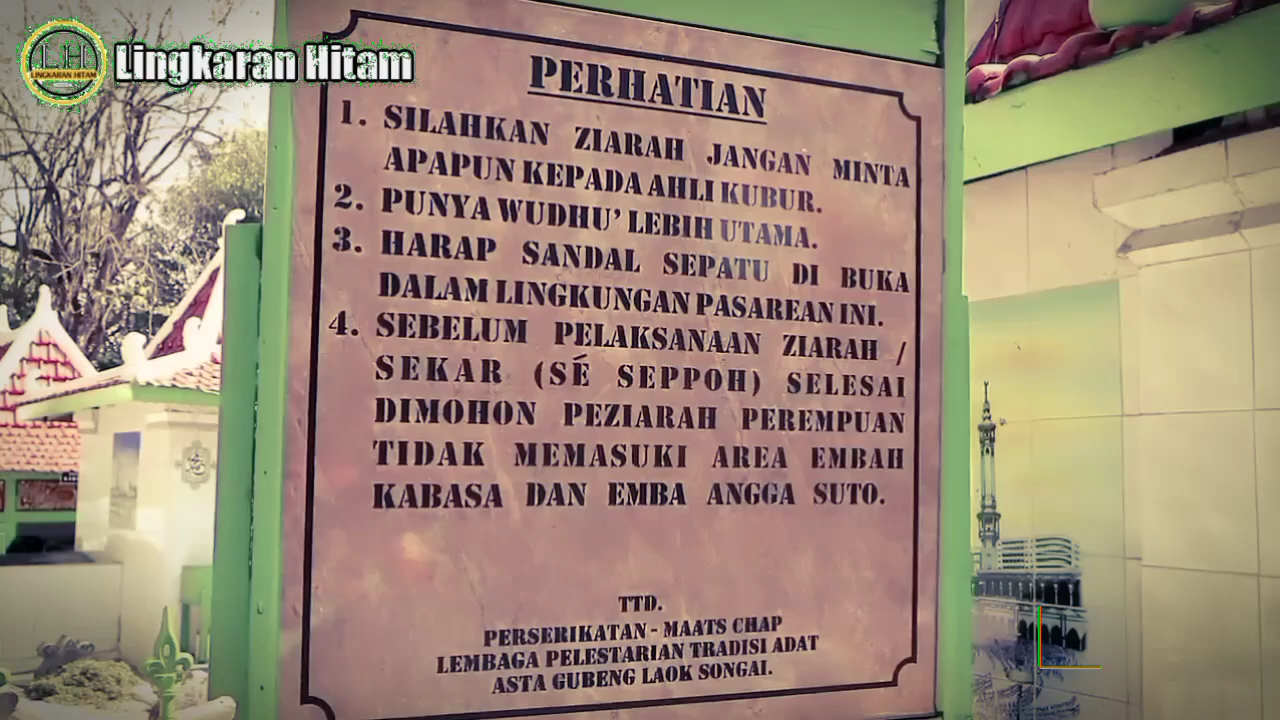 LH
LINGKARAN HITAM
Lingkaran Hitam
PERHATIAN
1. SILAHKAN ZIARAH JANGAN MINTA
APAPUN KEPADA AHLI KUBUR.
2. PUNYA WUDHU' LEBIH UTAMA.
3. HARAP SANDAL SEPATU DI BUKA
DALAM LINGKUNGAN PASAREAN INI.
4. SEBELUM PELAKSANAAN ZIARAH /
SEKAR (SÉ SEPPOH) SELESAI
DIMOHON PEZIARAH PEREMPUAN
TIDAK MEMASUKI AREA EMBAH
KABASA DAN EMBA ANGGA SUTO.
TTD.
PERSERIKATAN - MAATS CHAP
LEMBAGA PELESTARIAN TRADISI ADAT
ASTA GUBENG LAOK SONGAI.